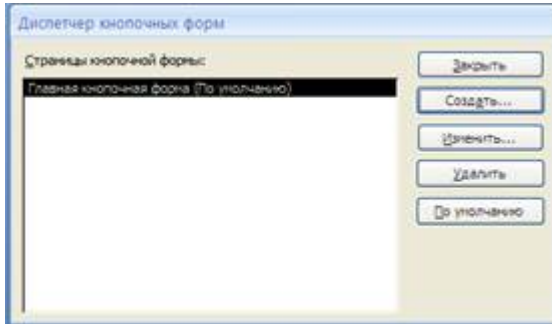 Диспетчер кнопочных форм
Страницы кнопочной формы:
Главная кнопочная форма (По умолчанию)
Закрыть
Создать...
Изменить...
Удалить
По умолчанию